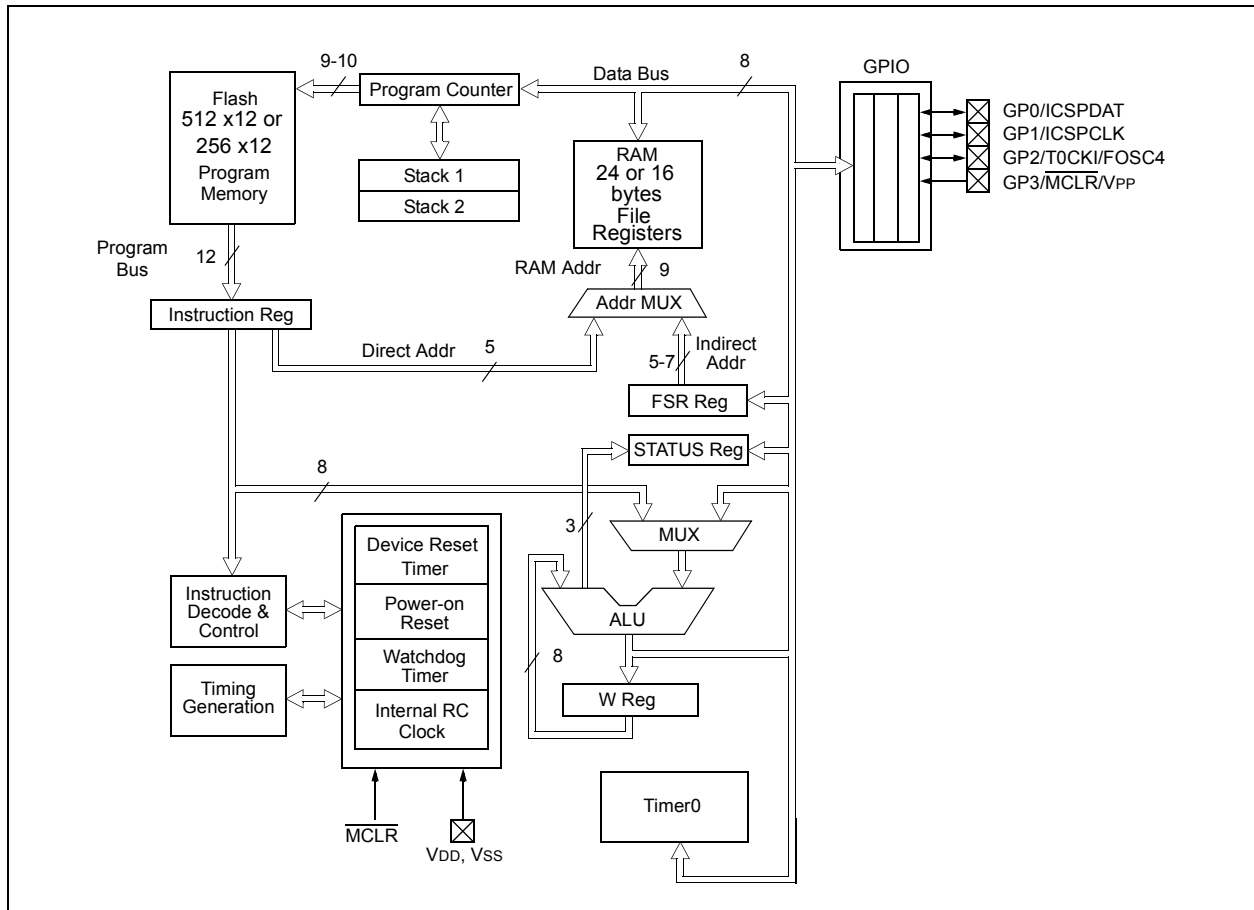 9-10
Data Bus
8
GPIO
Flash
512 x12 or
256 x12
Program
Memory
Program Counter
Stack 1
Stack 2
RAM
24 or 16
bytes
File
Registers
GP0/ICSPDAT
GP1/ICSPCLK
GP2/T0CKI/FOSC4
GP3/MCLR/VPP
Program
Bus
12
RAM Addr
9
Instruction Reg
Addr MUX
Direct Addr
5
5-7
Indirect
Addr
FSR Reg
STATUS Reg
8
3
MUX
Device Reset
Timer
Power-on
Reset
Watchdog
Timer
Internal RC
Clock
Instruction
Decode &
Control
Timing
Generation
ALU
8
W Reg
Timer0
MCLR
VDD, VSS